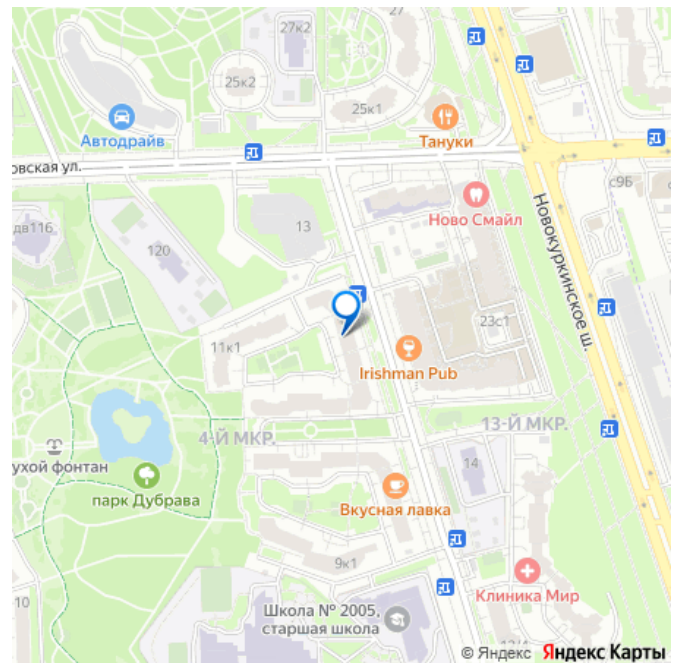 27
27к2
25к2
25к1
Автодрайв
Тануки
овская ул.
с9Б
Ново Смайл
Новокуркинское ш.
дв116
13
120
23с1
11к1
Irishman Pub
13-Й МКР.
4-Й МКР.
ухой фонтан
14
парк Дубрава
Вкусная лавка
9к1
Клиника Мир
10
Школа № 2005,
старшая школа
© Яндекс Яндекс Карты